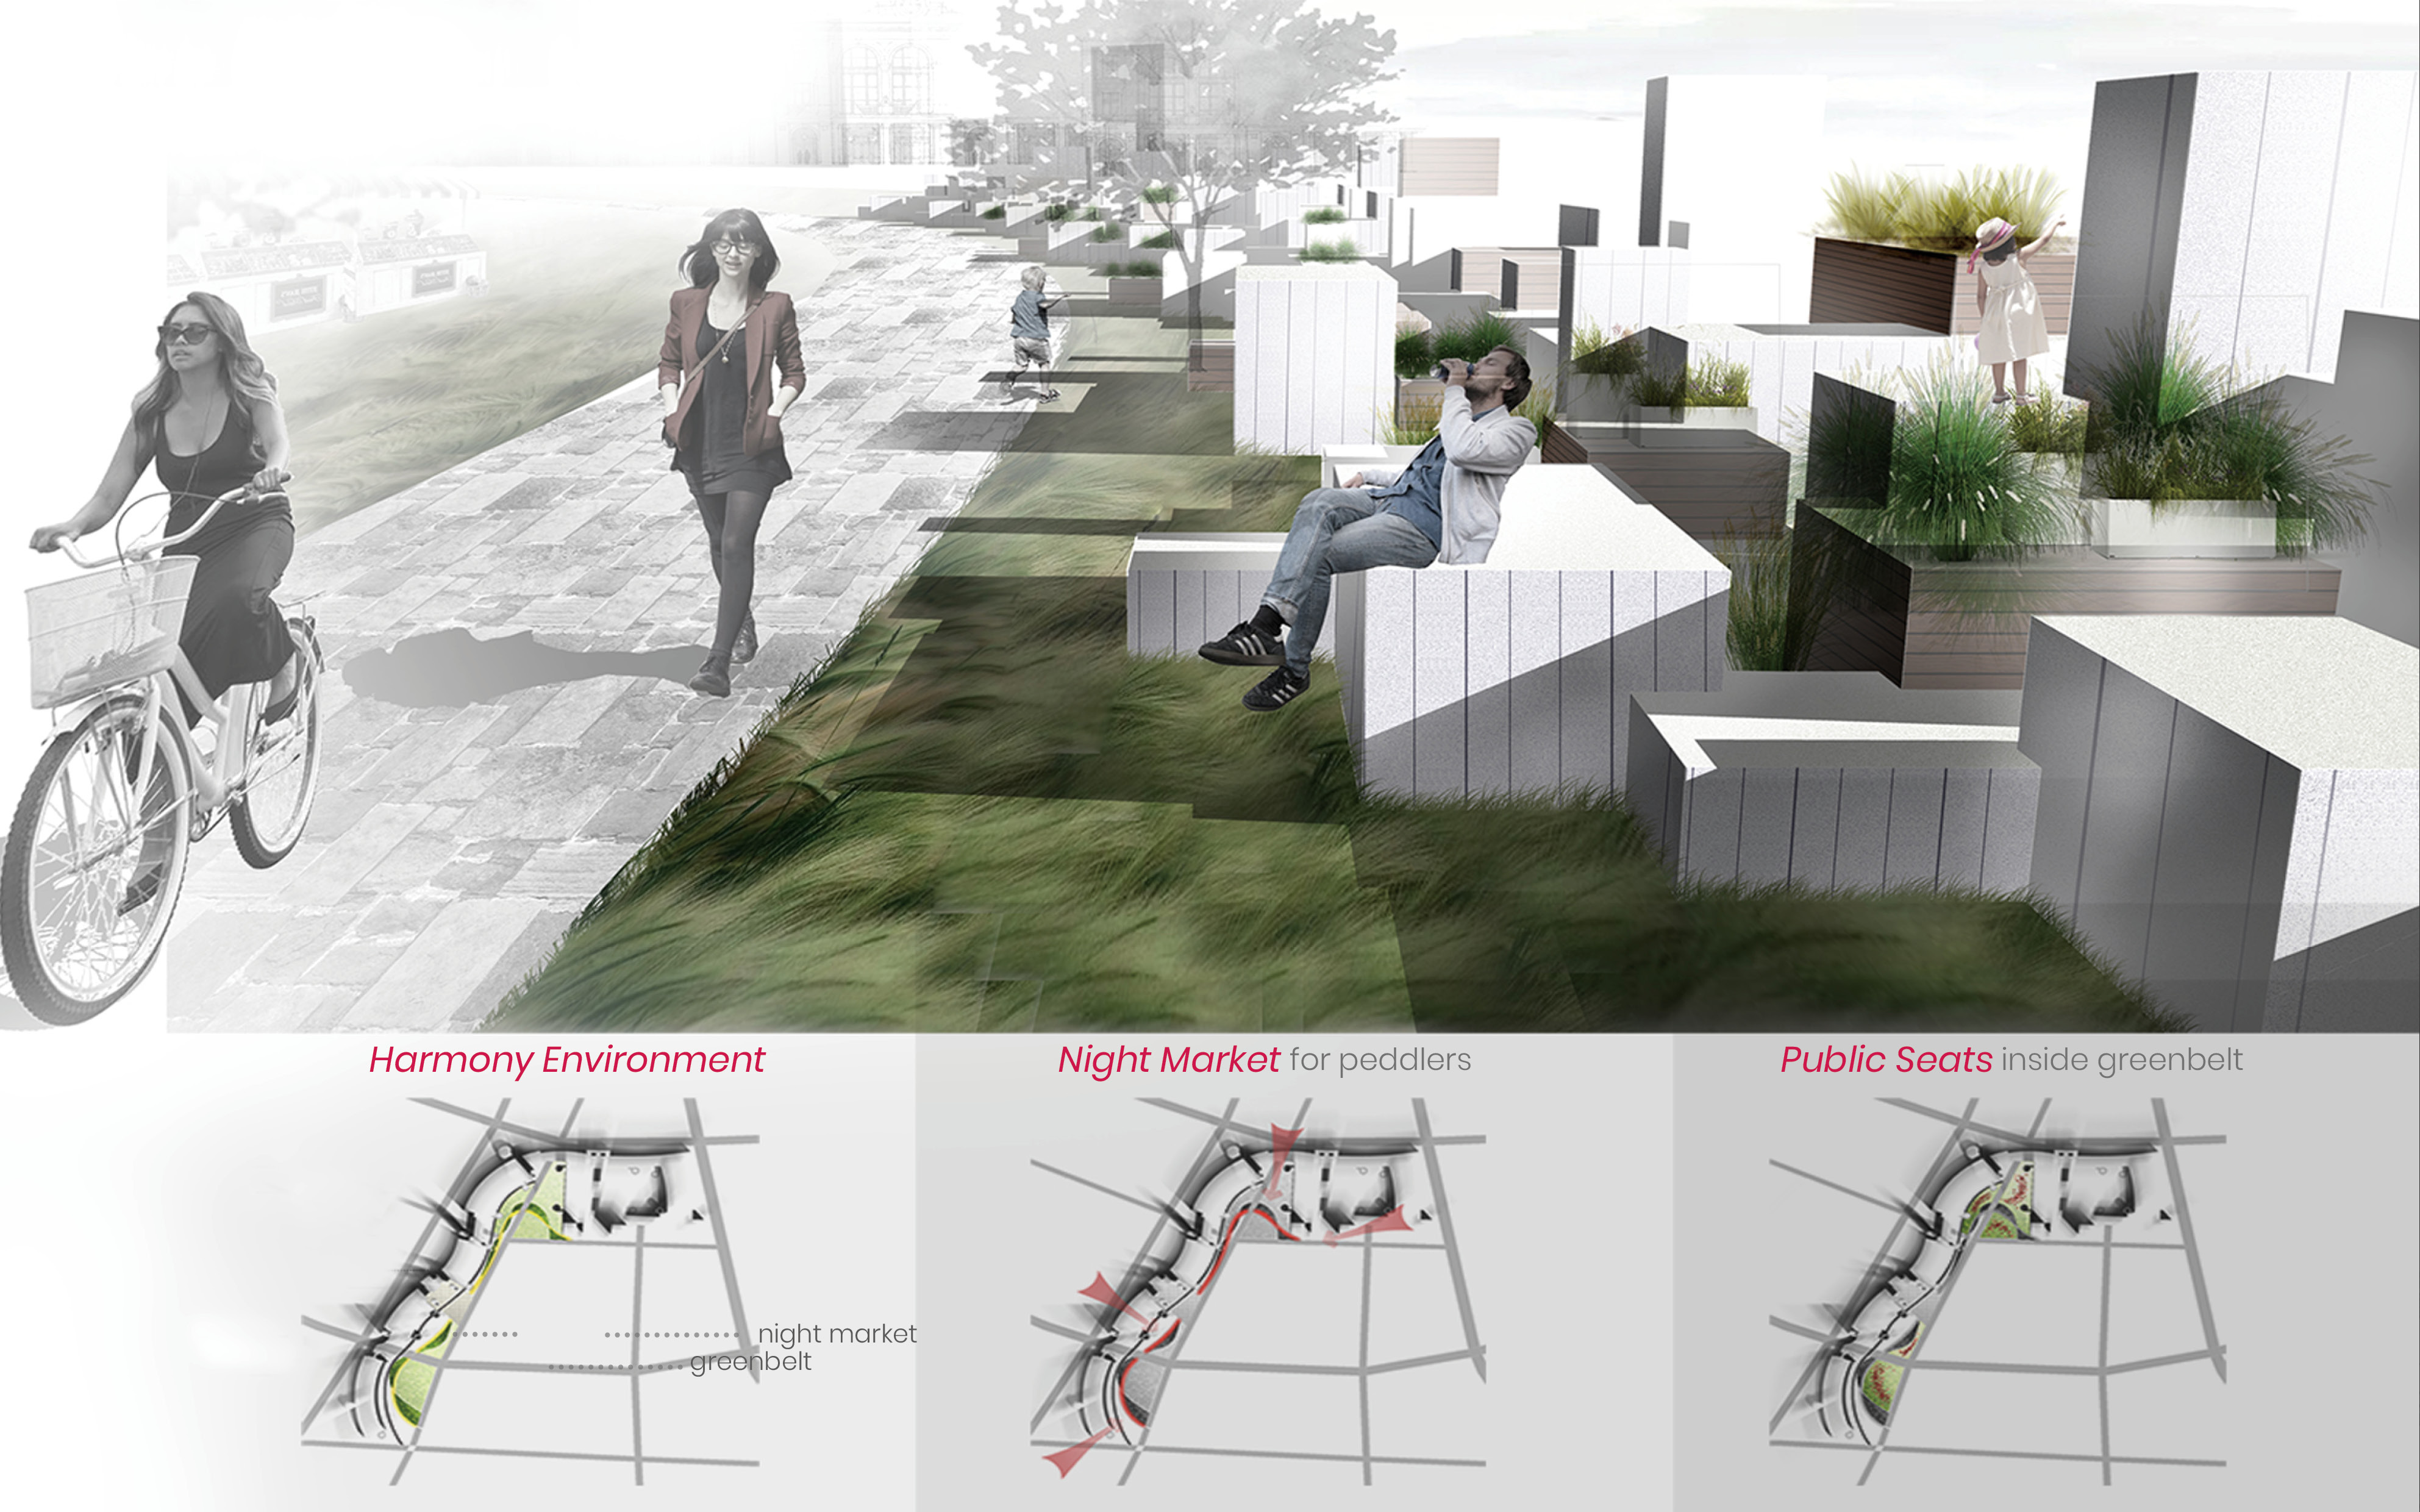 Harmony Environment
Night Market for peddlers
Public Seats inside greenbelt
night market
greenbelt